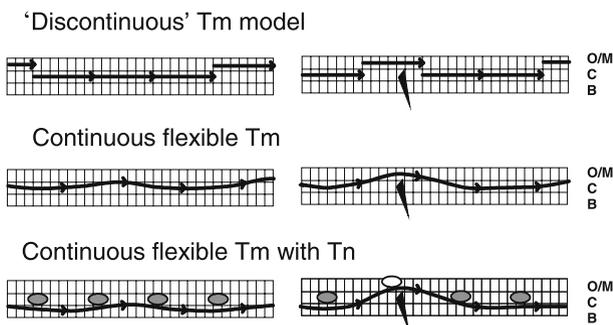 ‘Discontinuous’ Tm model
O/M
C
B
Continuous flexible Tm
O/M
C
B
Continuous flexible Tm with Tn
O/M
C
B